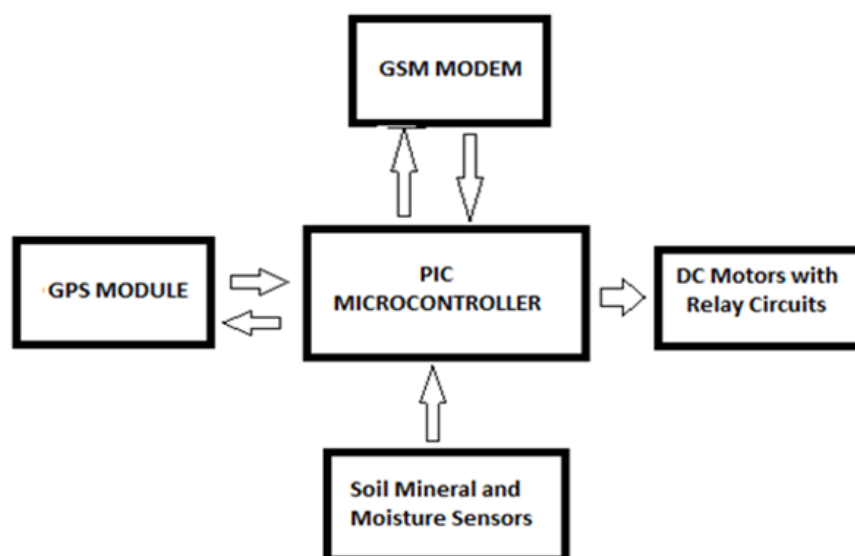 GSM MODEM
GPS MODULE
PIC
MICROCONTROLLER
DC Motors with
Relay Circuits
Soil Mineral and
Moisture Sensors